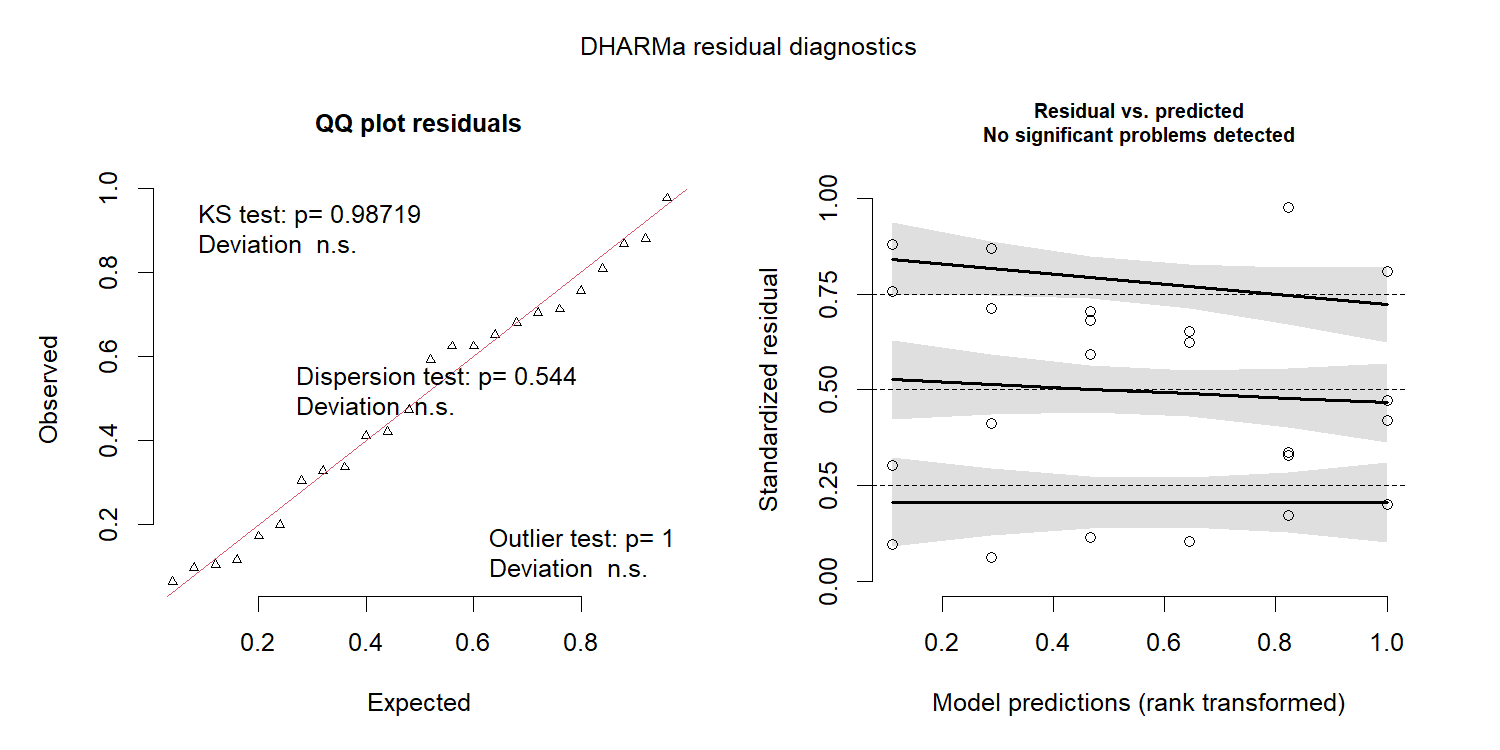 DHARMa residual diagnostics
QQ plot residuals
KS test: p= 0.98719
Deviation  n.s.
Dispersion test: p= 0.544
Deviation  n.s.
Outlier test: p= 1
Deviation  n.s.
Observed
0.2
0.4
0.6
0.8
1.0
0.2
0.4
0.6
0.8
Expected
Residual vs. predicted
No significant problems detected
Standardized residual
0.00
0.25
0.50
0.75
1.00
0.2
0.4
0.6
0.8
1.0
Model predictions (rank transformed)